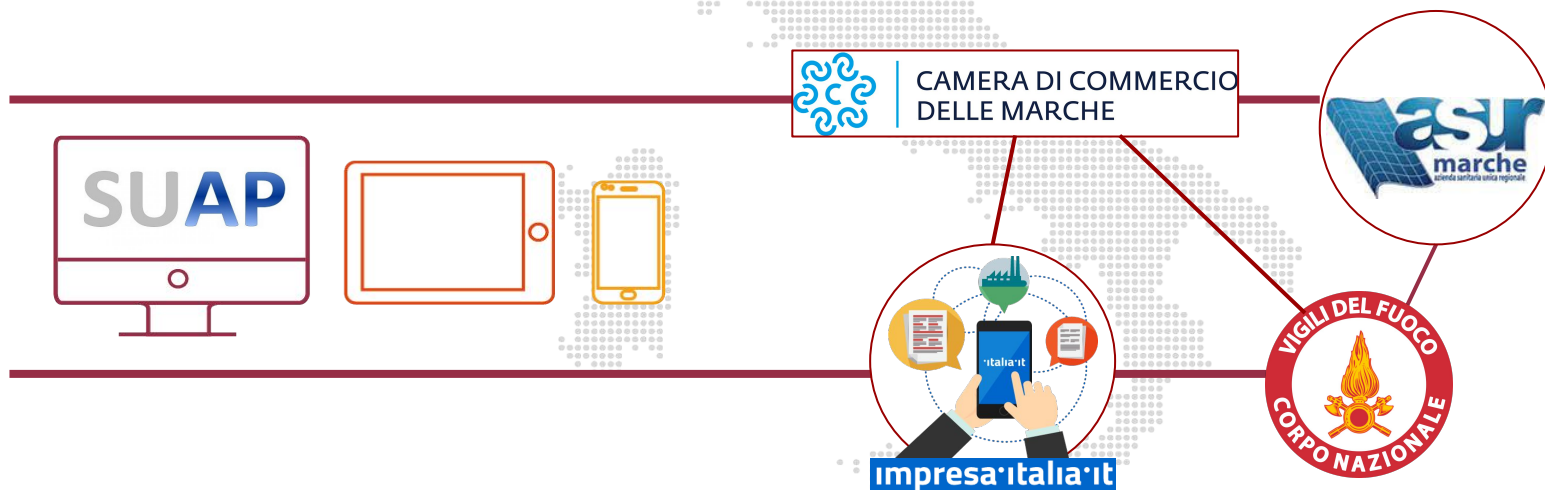 SUAP
CAMERA DI COMMERCIO
DELLE MARCHE
asur
marche
azienda sanitaria unica regionale
·italia·it
impresa·italia·it
VIGILI DEL FUOCO
CORPO NAZIONALE